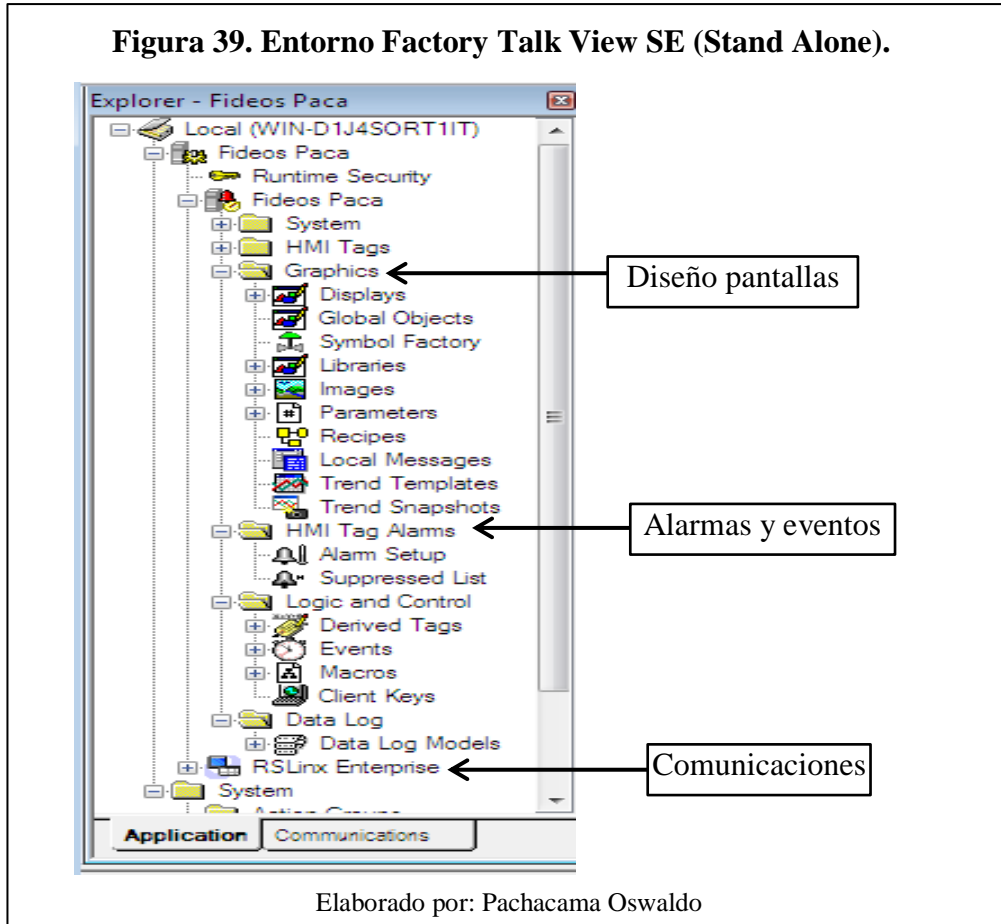 Figura 39. Entorno Factory Talk View SE (Stand Alone).
Explorer - Fideos Paca
Local (WIN-D1J4SORT1IT)
Fideos Paca
Runtime Security
Fideos Paca
System
HMI Tags
Graphics
Diseño pantallas
Displays
Global Objects
Symbol Factory
Libraries
Images
Parameters
Recipes
Local Messages
Trend Templates
Trend Snapshots
HMI Tag Alarms
Alarmas y eventos
Alarm Setup
Suppressed List
Logic and Control
Derived Tags
Events
Macros
Client Keys
Data Log
Data Log Models
RSLinx Enterprise
Comunicaciones
System
Action Groups
Application
Communications
Elaborado por: Pachacama Oswaldo